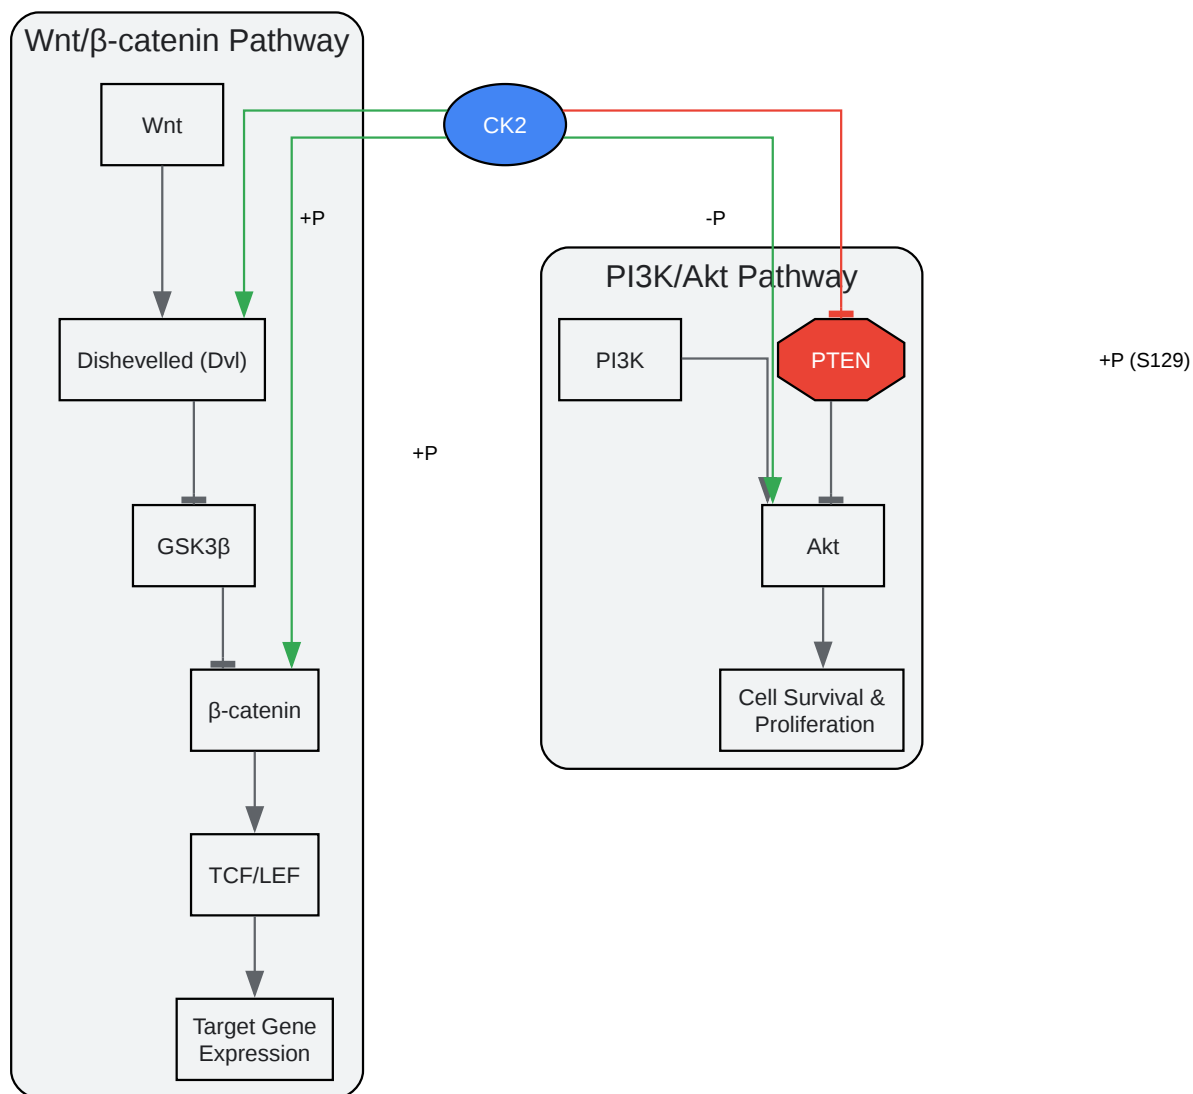 Wnt/β-catenin Pathway
Wnt
CK2
+P
-P
PI3K/Akt Pathway
Dishevelled (Dvl)
PI3K
PTEN
+P (S129)
+P
GSK3β
Akt
β-catenin
Cell Survival &
Proliferation
TCF/LEF
Target Gene
Expression